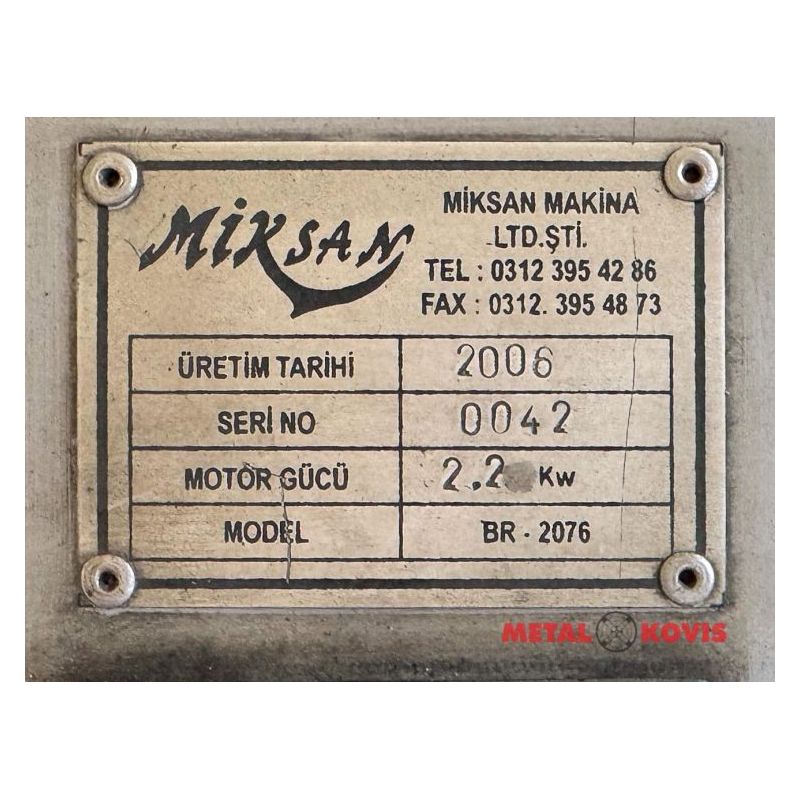 MİKSAN
MİKSAN MAKİNA
LTD.ŞTİ.
TEL : 0312 395 42 86
FAX : 0312. 395 48 73
ÜRETİM TARİHİ 2006
SERİ NO 0042
MOTOR GÜCÜ 2.2 Kw
MODEL BR - 2076
METAL KOVIS